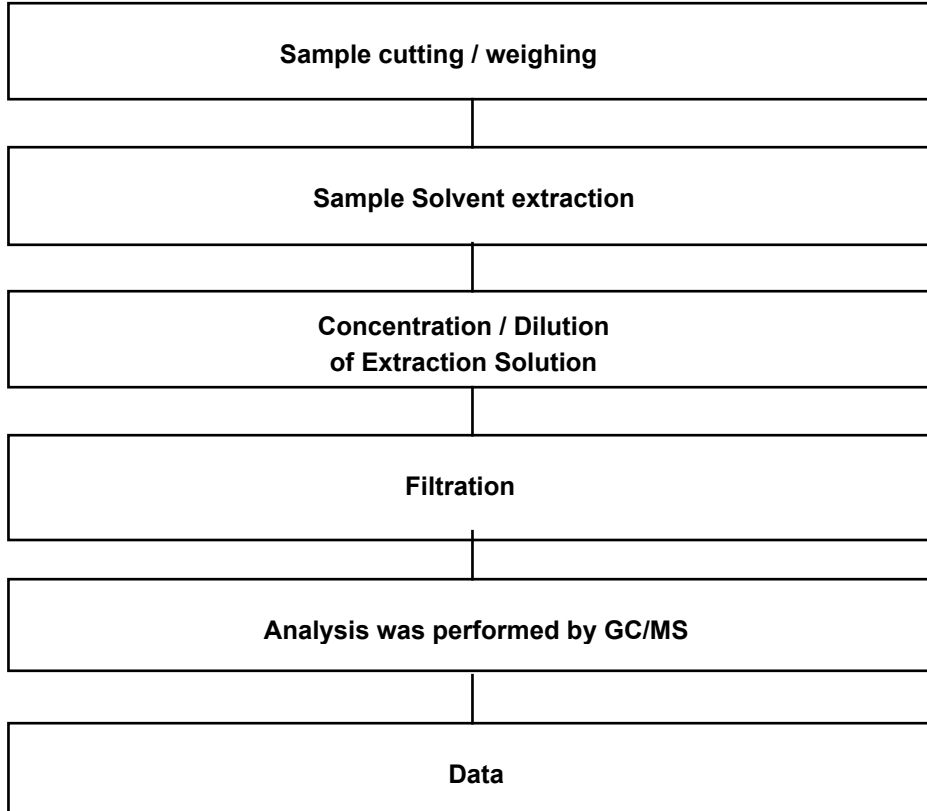 Sample cutting / weighing
Sample Solvent extraction
Concentration / Dilution
of Extraction Solution
Filtration
Analysis was performed by GC/MS
Data